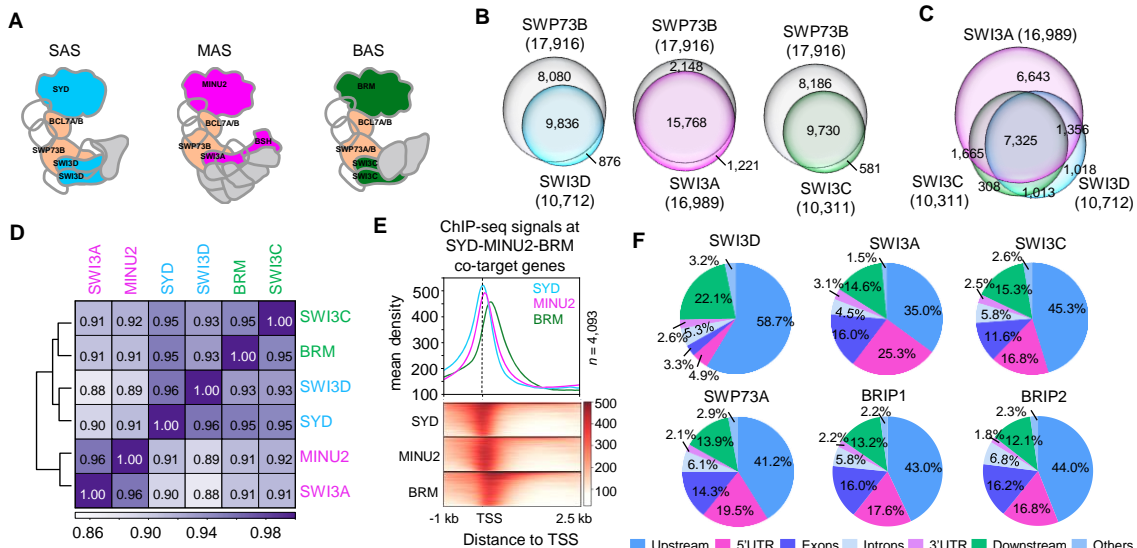 A
SAS
MAS
BAS
SYD
BCL7A/B
SWP73B
SWI3D
SWI3D
MINU2
BCL7A/B
SWP73B
SWI3A
BSH
BRM
BCL7A/B
SWP73A/B
SWI3C
SWI3C
B
SWP73B
(17,916)
8,080
9,836
876
SWI3D
(10,712)
SWP73B
(17,916)
2,148
15,768
1,221
SWI3A
(16,989)
SWP73B
(17,916)
8,186
9,730
581
SWI3C
(10,311)
C
SWI3A (16,989)
6,643
7,325
1,356
1,665
308
1,013
1,018
SWI3C
(10,311)
SWI3D
(10,712)
D
SWI3A
MINU2
SYD
SWI3D
BRM
SWI3C
0.91 0.92 0.95 0.93 0.95 1.00 SWI3C
0.91 0.91 0.95 0.93 1.00 0.95 BRM
0.88 0.89 0.96 1.00 0.93 0.93 SWI3D
0.90 0.91 1.00 0.96 0.95 0.95 SYD
0.96 1.00 0.91 0.89 0.91 0.92 MINU2
1.00 0.96 0.90 0.88 0.91 0.91 SWI3A
0.86 0.90 0.94 0.98
E
ChIP-seq signals at
SYD-MINU2-BRM
co-target genes
SYD
MINU2
BRM
500
400
300
200
100
mean density
n = 4,093
SYD
MINU2
BRM
500
400
300
200
100
-1 kb TSS 2.5 kb
Distance to TSS
F
SWI3D
3.2%
22.1%
58.7%
5.3%
2.6%
3.3%
4.9%
SWI3A
1.5%
14.6%
3.1%
4.5%
35.0%
16.0%
25.3%
SWI3C
2.6%
15.3%
2.5%
5.8%
45.3%
11.6%
16.8%
SWP73A
2.9%
13.9%
2.1%
6.1%
41.2%
14.3%
19.5%
BRIP1
2.2%
13.2%
2.2%
5.8%
43.0%
16.0%
17.6%
BRIP2
2.3%
12.1%
1.8%
6.8%
44.0%
16.2%
16.8%
Upstream 5'UTR Exons Introns 3'UTR Downstream Others